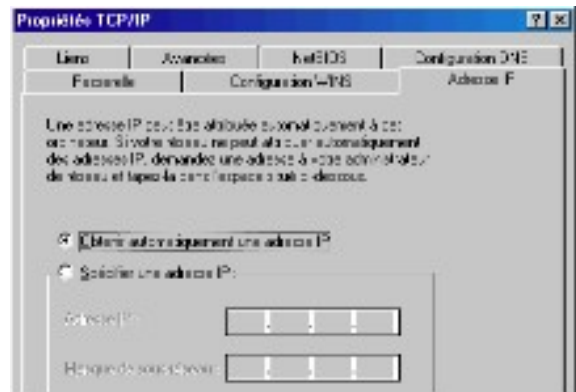 Propriétés TCP/IP
Liens Avancées NetBIOS Configuration DNS
Passerelle Configuration WINS Adresse IP
Une adresse IP peut être attribuée automatiquement à cet
ordinateur. Si votre réseau ne peut attribuer automatiquement
des adresses IP, demandez une adresse à votre administrateur
de réseau et tapez-la dans l'espace situé ci-dessous.
Obtenir automatiquement une adresse IP
Spécifier une adresse IP :
Adresse IP :
Masque de sous-réseau :